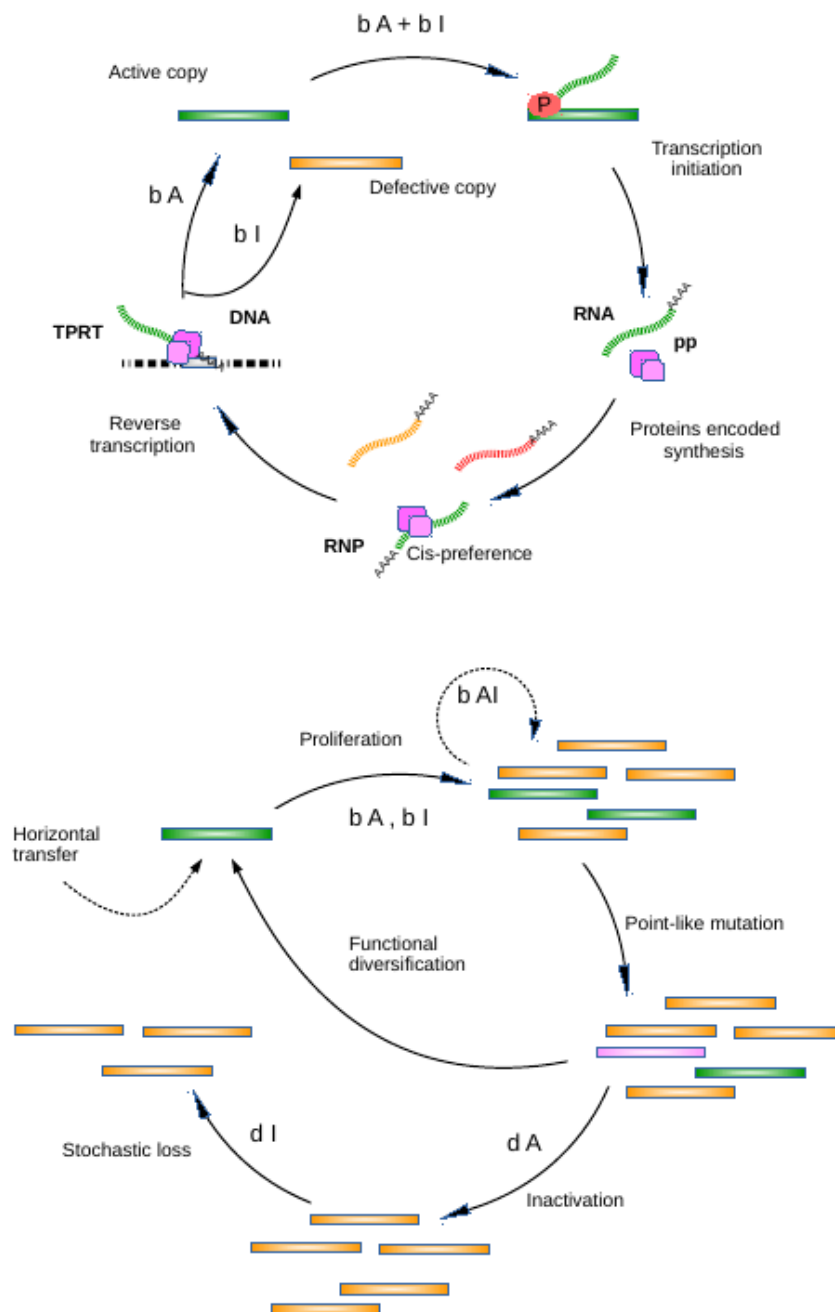 b A + b I
Active copy
P
Transcription
initiation
Defective copy
b A
b I
RNA
AAAA
pp
TPRT
DNA
Reverse
transcription
AAAA
AAAA
Proteins encoded
synthesis
RNP
AAAA
Cis-preference
b AI
Proliferation
b A , b I
Horizontal
transfer
Point-like mutation
Functional
diversification
d I
d A
Stochastic loss
Inactivation